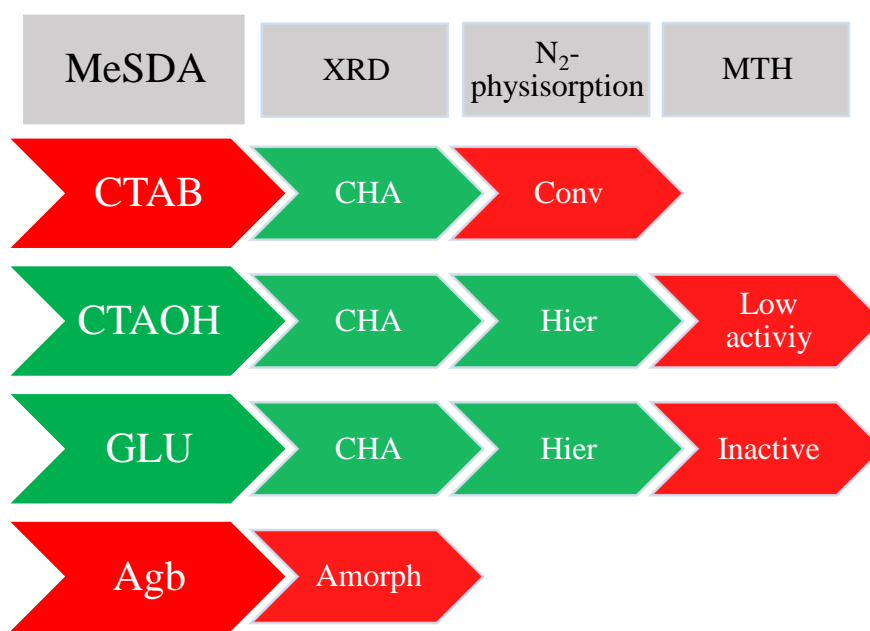 MeSDA
XRD
N₂-
physisorption
MTH
CTAB
CHA
Conv
CTAOH
CHA
Hier
Low
activiy
GLU
CHA
Hier
Inactive
Agb
Amorph